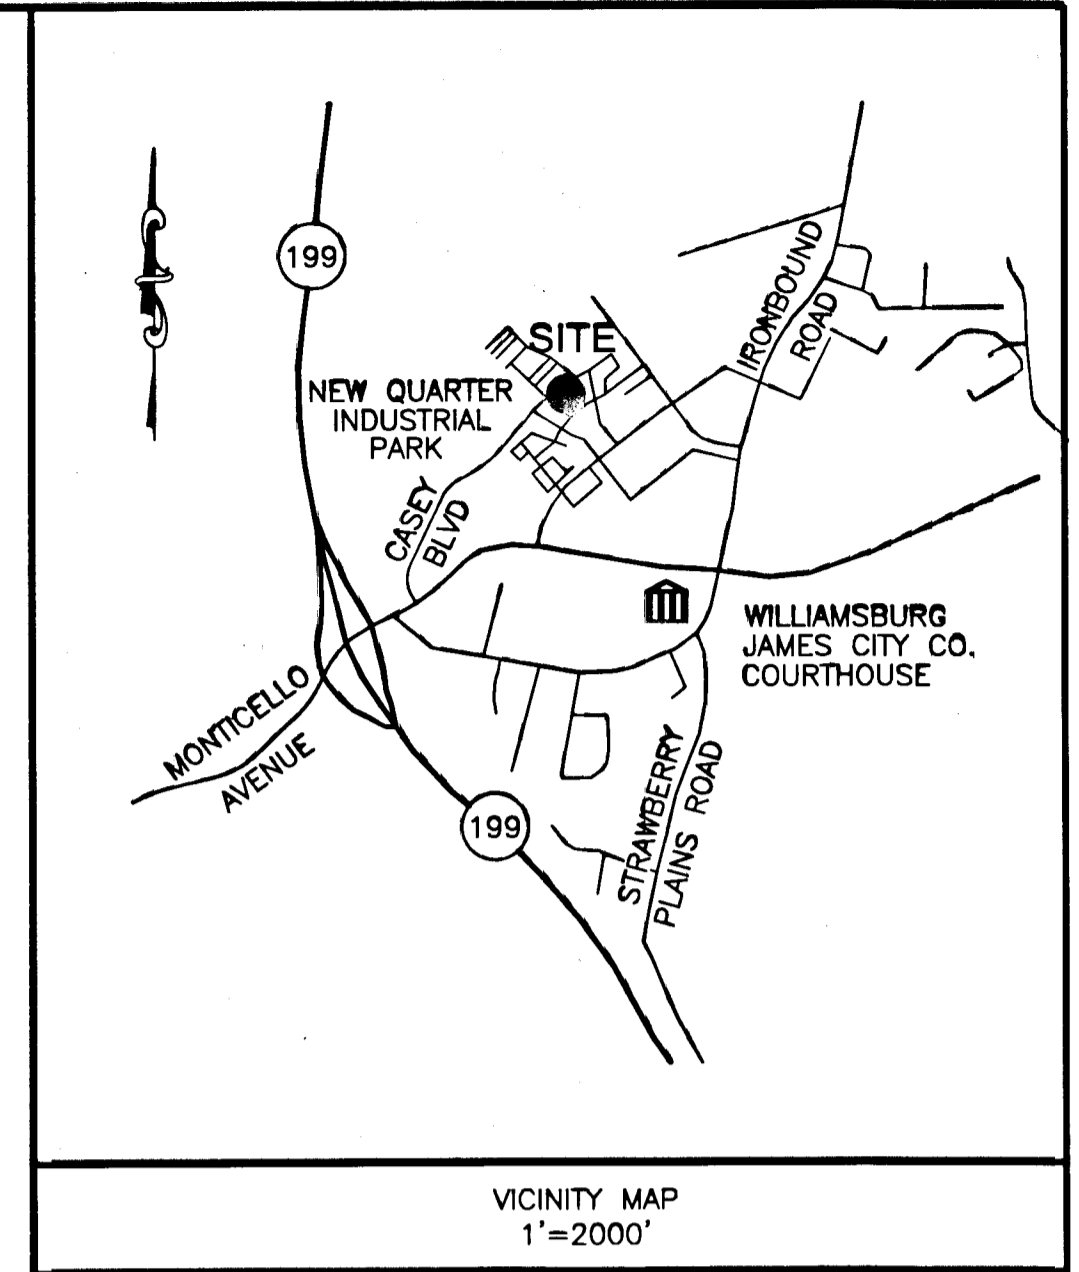 199
IRONBOUND
ROAD
SITE
NEW QUARTER
INDUSTRIAL
PARK
CASEY
BLVD
WILLIAMSBURG
JAMES CITY CO.
COURTHOUSE
MONTICELLO
AVENUE
STRAWBERRY
PLAINS ROAD
199
VICINITY MAP
1'=2000'